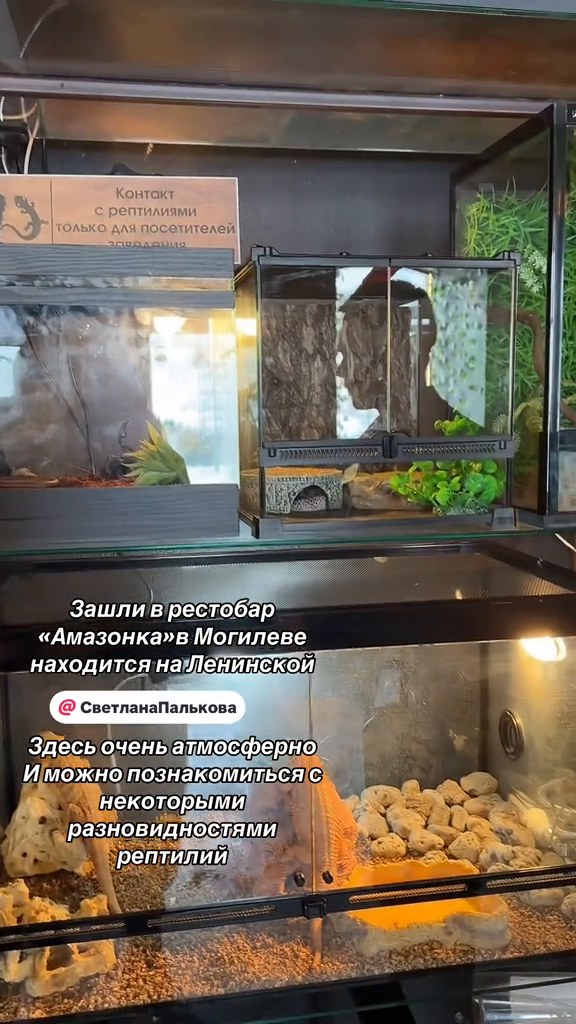 Контакт
с рептилиями
только для посетителей
заведения
Зашли в рестобар
«Амазонка»в Могилеве
находится на Ленинской
@ СветланаПалькова
Здесь очень атмосферно
И можно познакомиться с
некоторыми
разновидностями
рептилий